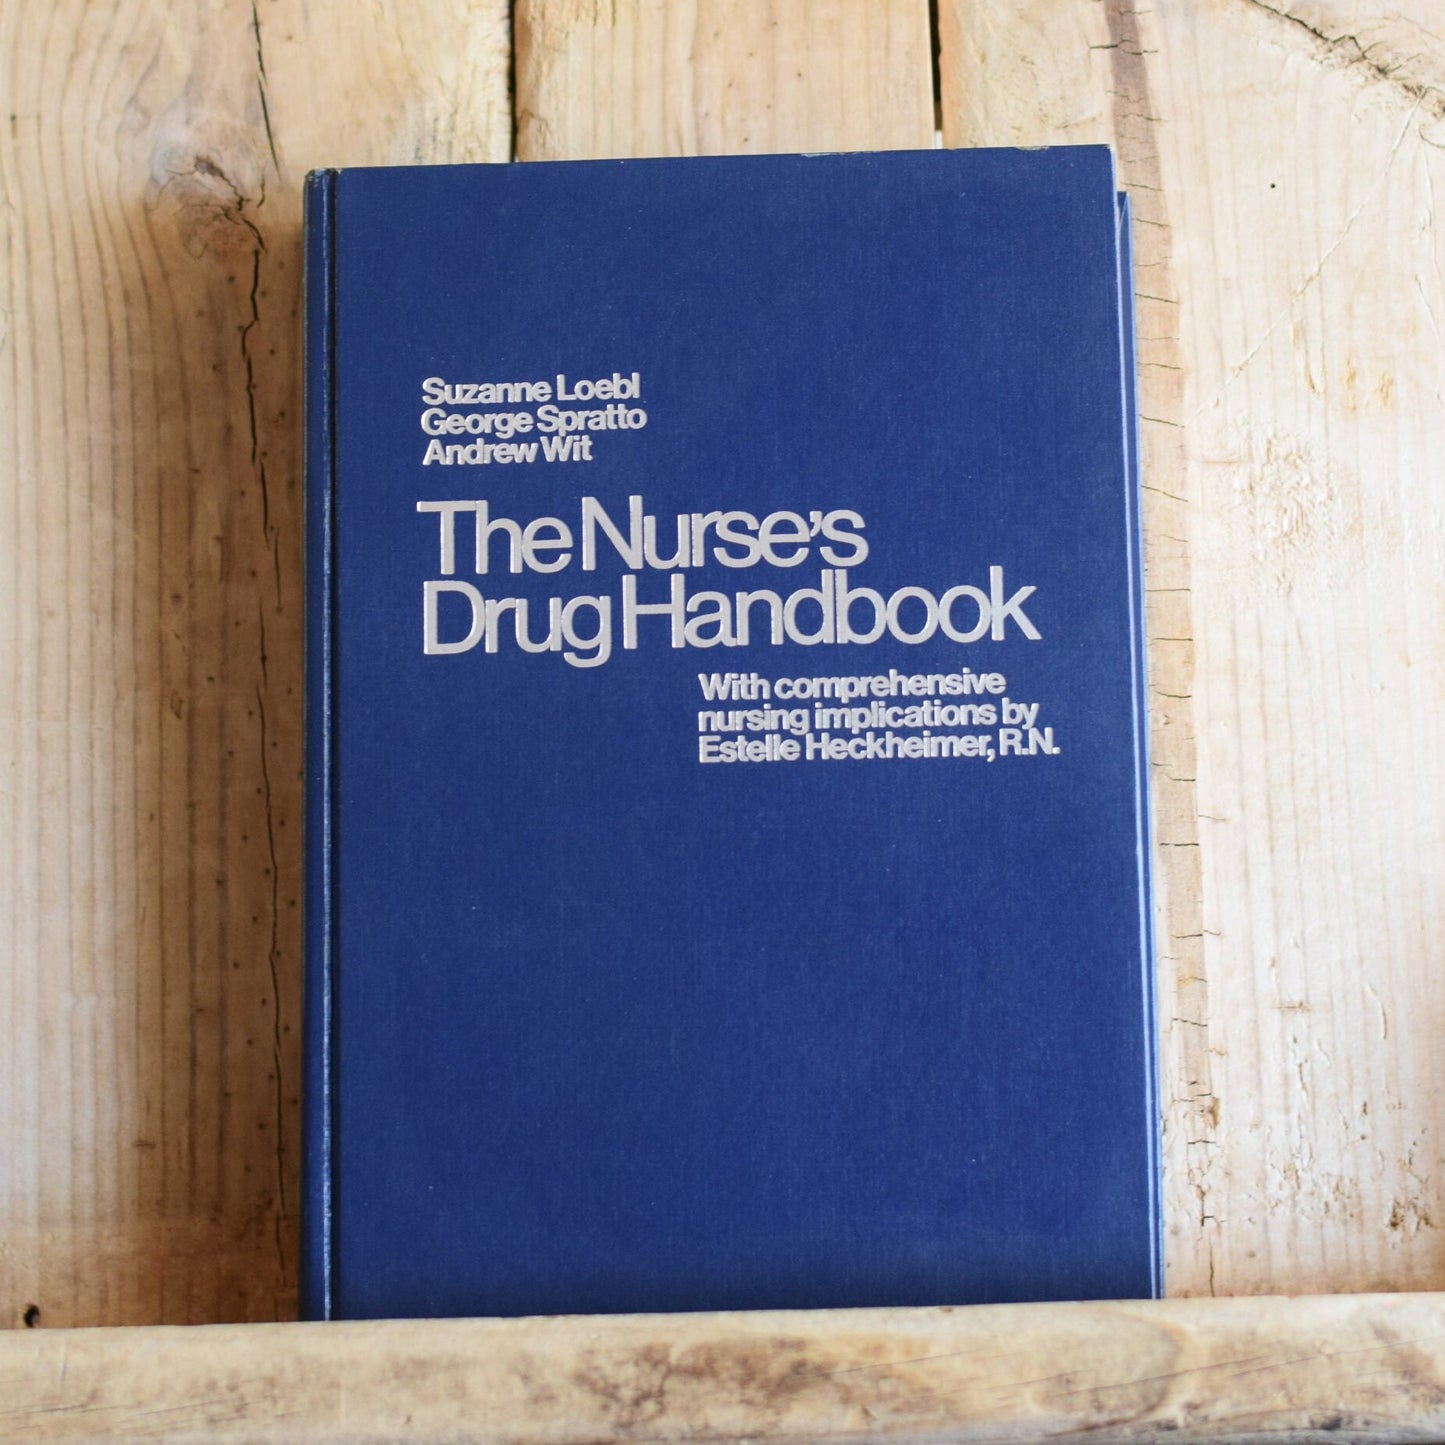 Suzanne Loebl
George Spratto
Andrew Wit
The Nurse's
Drug Handbook
With comprehensive
nursing implications by
Estelle Heckheimer, R.N.